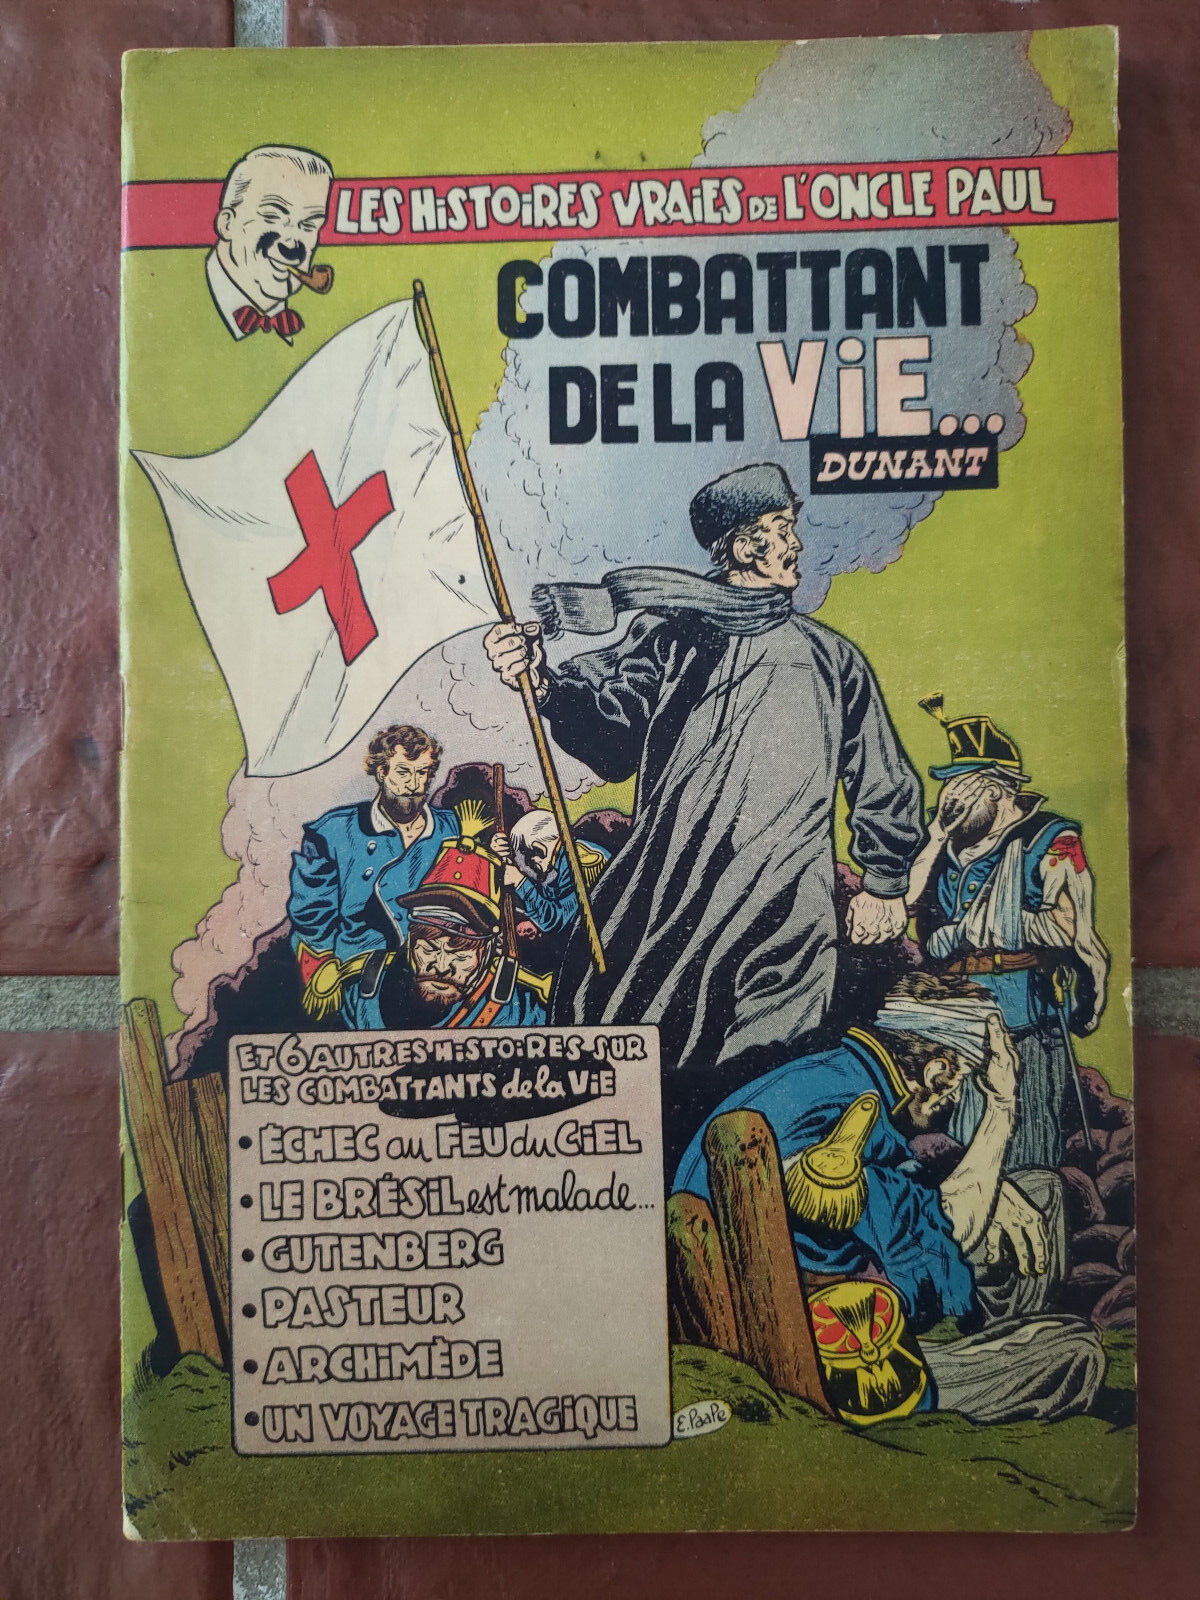 LES HISTOIRES VRAIES DE L'ONCLE PAUL
COMBATTANT
DE LA VIE...
DUNANT
JV
ET 6 AUTRES HISTOIRES SUR
LES COMBATTANTS de la VIE
• ÉCHEC au FEU du CIEL
• LE BRÉSIL est malade...
• GUTENBERG
• PASTEUR
• ARCHIMÈDE
• UN VOYAGE TRAGIQUE
E. PAAPE